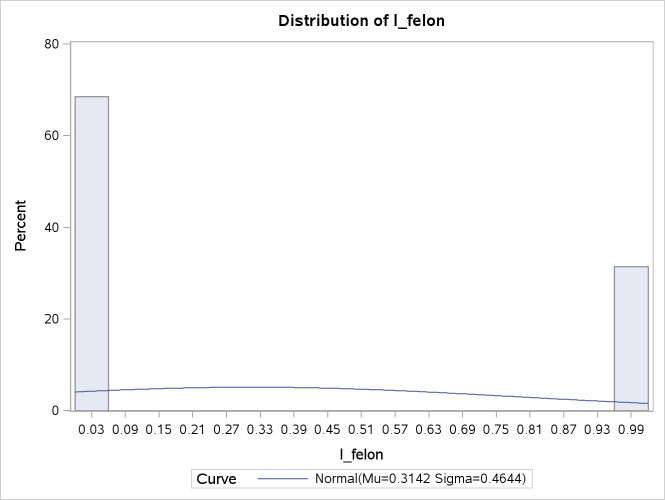 Distribution of I_felon
80
60
40
20
0
Percent
0.03 0.09 0.15 0.21 0.27 0.33 0.39 0.45 0.51 0.57 0.63 0.69 0.75 0.81 0.87 0.93 0.99
I_felon
Curve Normal(Mu=0.3142 Sigma=0.4644)